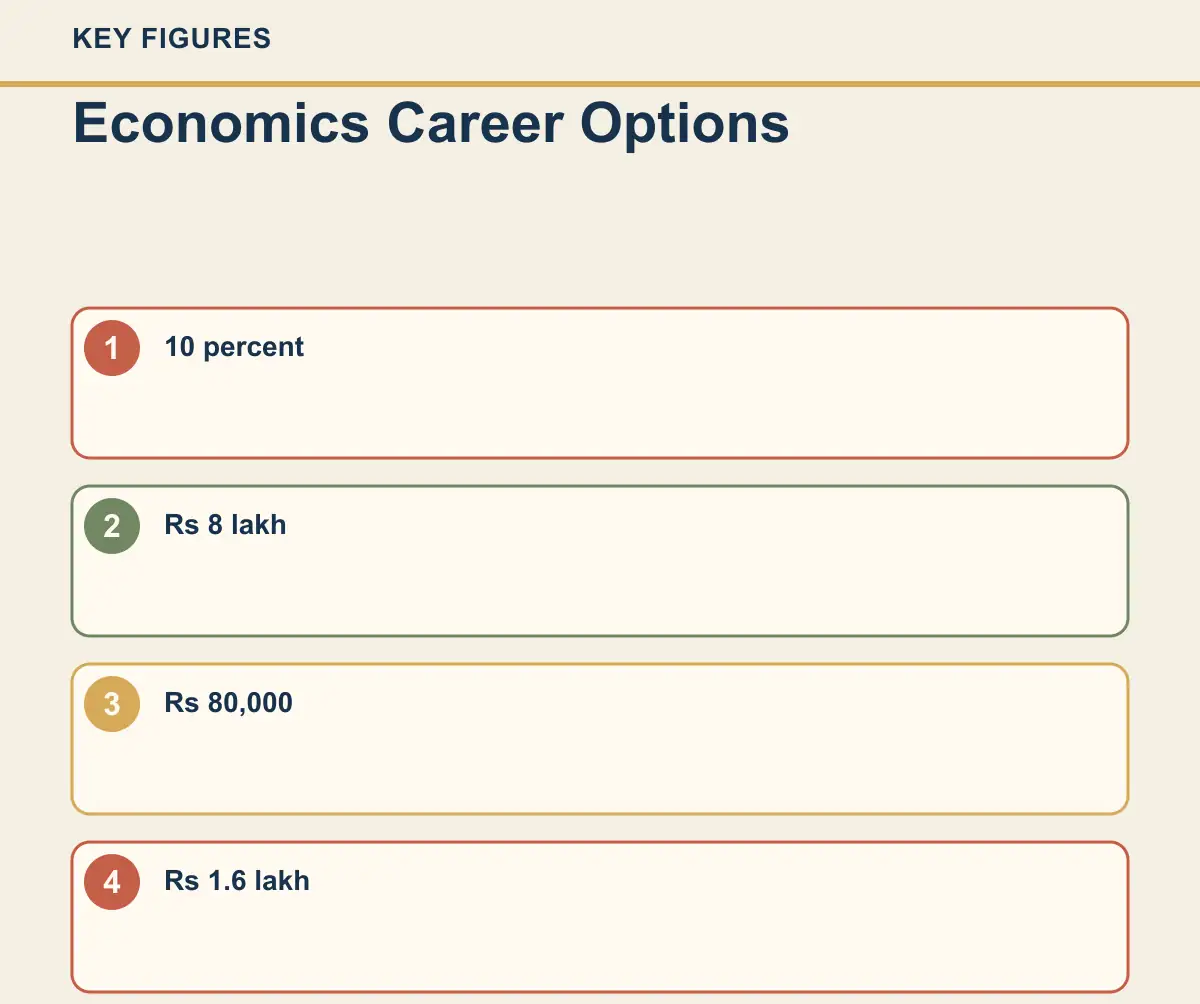 KEY FIGURES
Economics Career Options
1 10 percent
2 Rs 8 lakh
3 Rs 80,000
4 Rs 1.6 lakh